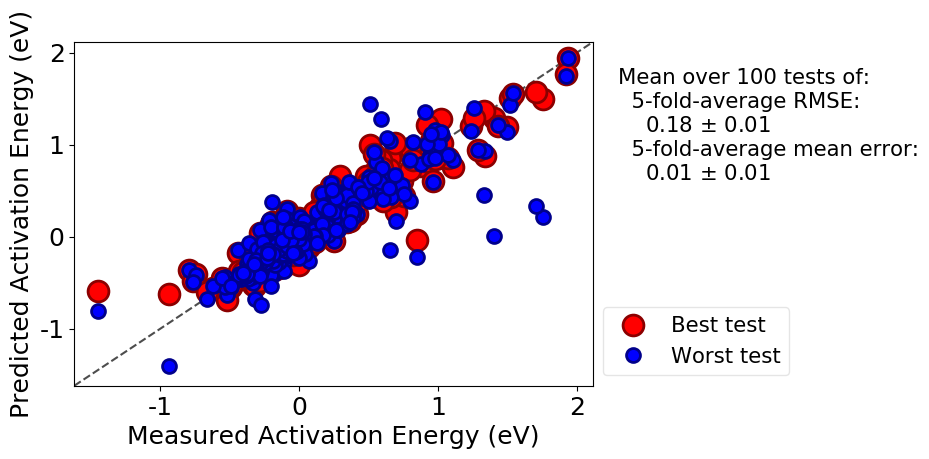 Predicted Activation Energy (eV)
2
1
0
-1
-1
0
1
2
Measured Activation Energy (eV)
Mean over 100 tests of:
5-fold-average RMSE:
0.18 ± 0.01
5-fold-average mean error:
0.01 ± 0.01
Best test
Worst test